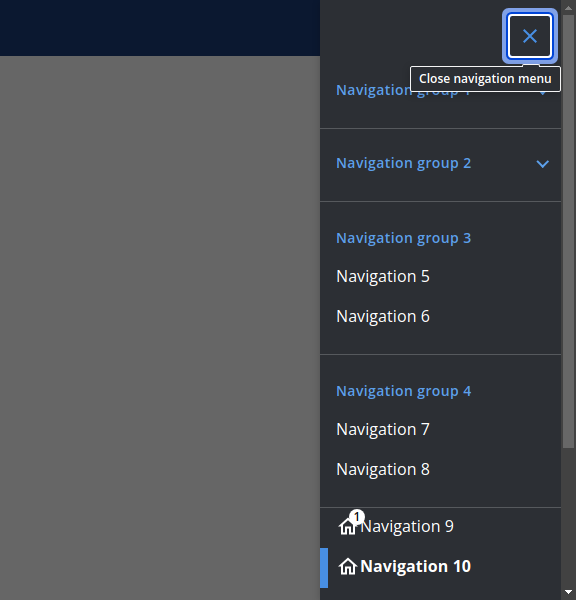 Close navigation menu
Navigation group 1
Navigation group 2
Navigation group 3
Navigation 5
Navigation 6
Navigation group 4
Navigation 7
Navigation 8
1
Navigation 9
Navigation 10